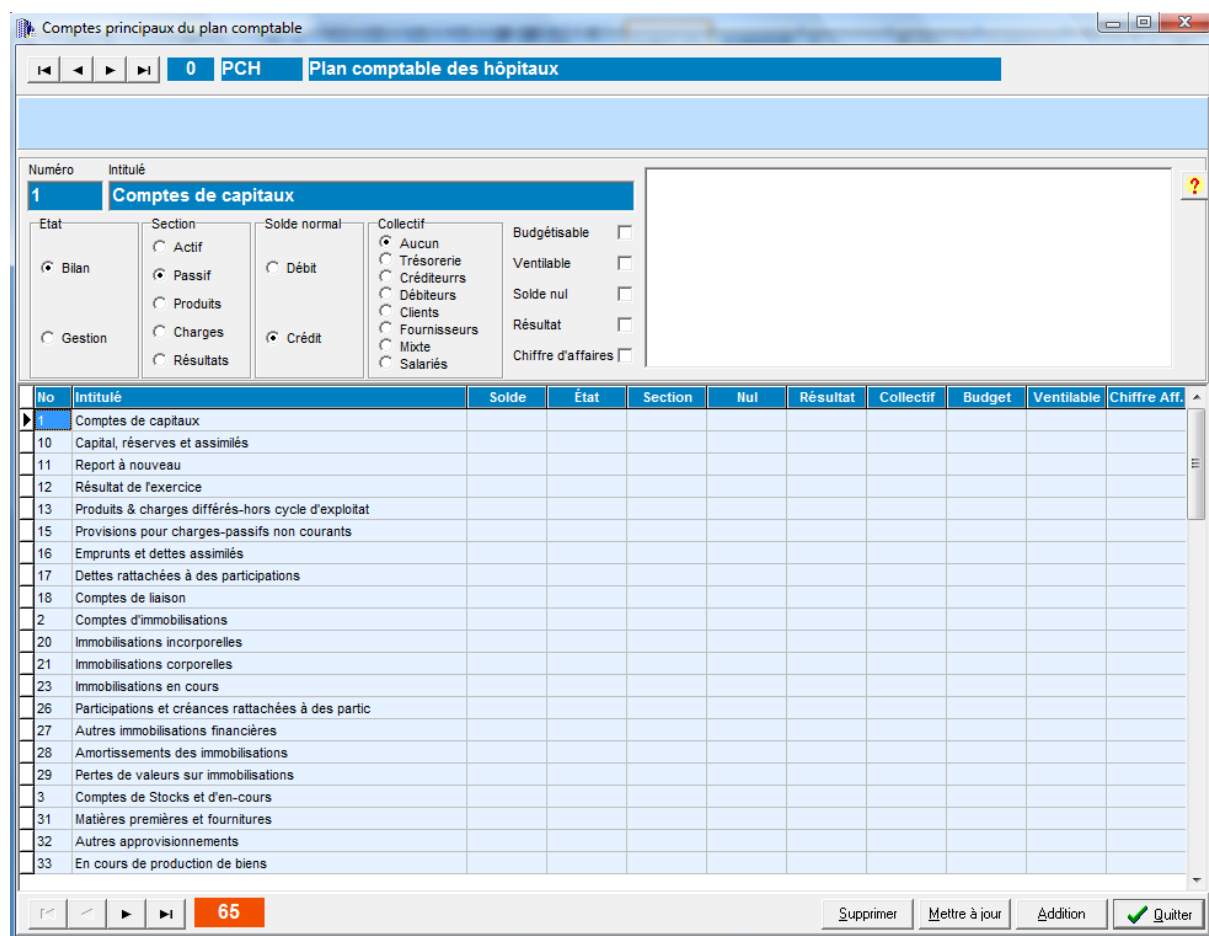 Comptes principaux du plan comptable
0 PCH Plan comptable des hôpitaux
Numéro Intitulé
1 Comptes de capitaux
?
Etat
Bilan
Gestion
Section
Actif
Passif
Produits
Charges
Résultats
Solde normal
Débit
Crédit
Collectif
Aucun
Trésorerie
Créditeurrs
Débiteurs
Clients
Fournisseurs
Mixte
Salariés
Budgétisable
Ventilable
Solde nul
Résultat
Chiffre d'affaires
No Intitulé Solde État Section Nul Résultat Collectif Budget Ventilable Chiffre Aff.
1 Comptes de capitaux
10 Capital, réserves et assimilés
11 Report à nouveau
12 Résultat de l'exercice
13 Produits & charges différés-hors cycle d'exploitat
15 Provisions pour charges-passifs non courants
16 Emprunts et dettes assimilés
17 Dettes rattachées à des participations
18 Comptes de liaison
2 Comptes d'immobilisations
20 Immobilisations incorporelles
21 Immobilisations corporelles
23 Immobilisations en cours
26 Participations et créances rattachées à des partic
27 Autres immobilisations financières
28 Amortissements des immobilisations
29 Pertes de valeurs sur immobilisations
3 Comptes de Stocks et d'en-cours
31 Matières premières et fournitures
32 Autres approvisionnements
33 En cours de production de biens
65 Supprimer Mettre à jour Addition Quitter